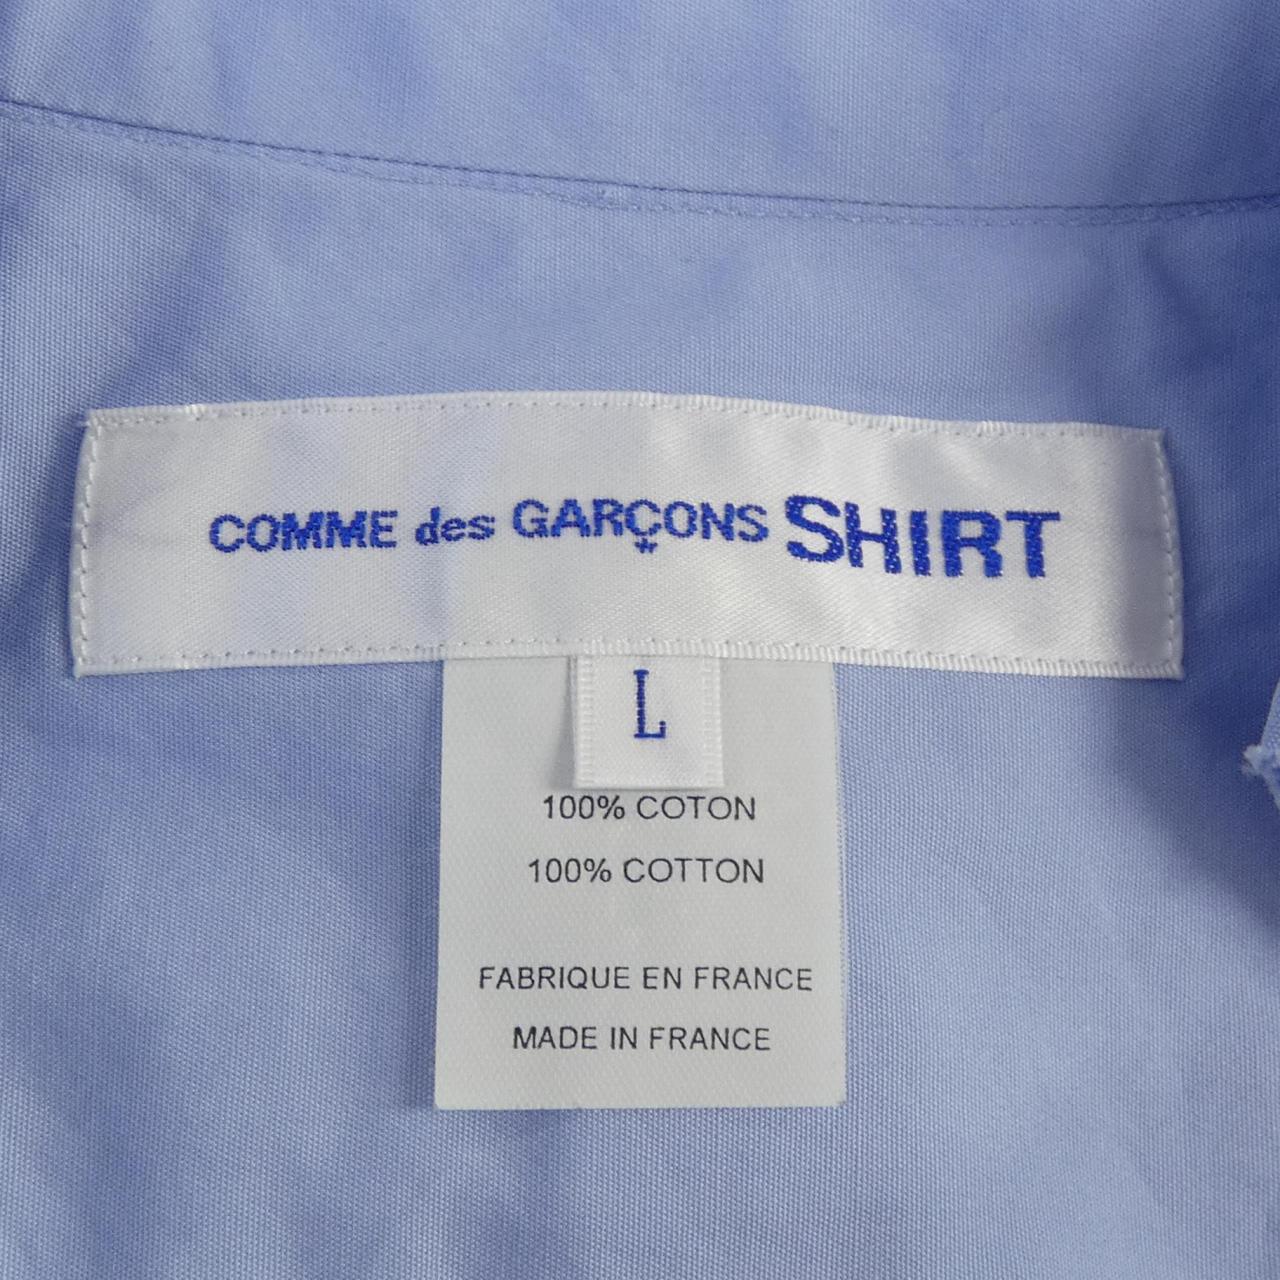 COMME des GARÇONS SHIRT
L
100% COTON
100% COTTON
FABRIQUE EN FRANCE
MADE IN FRANCE